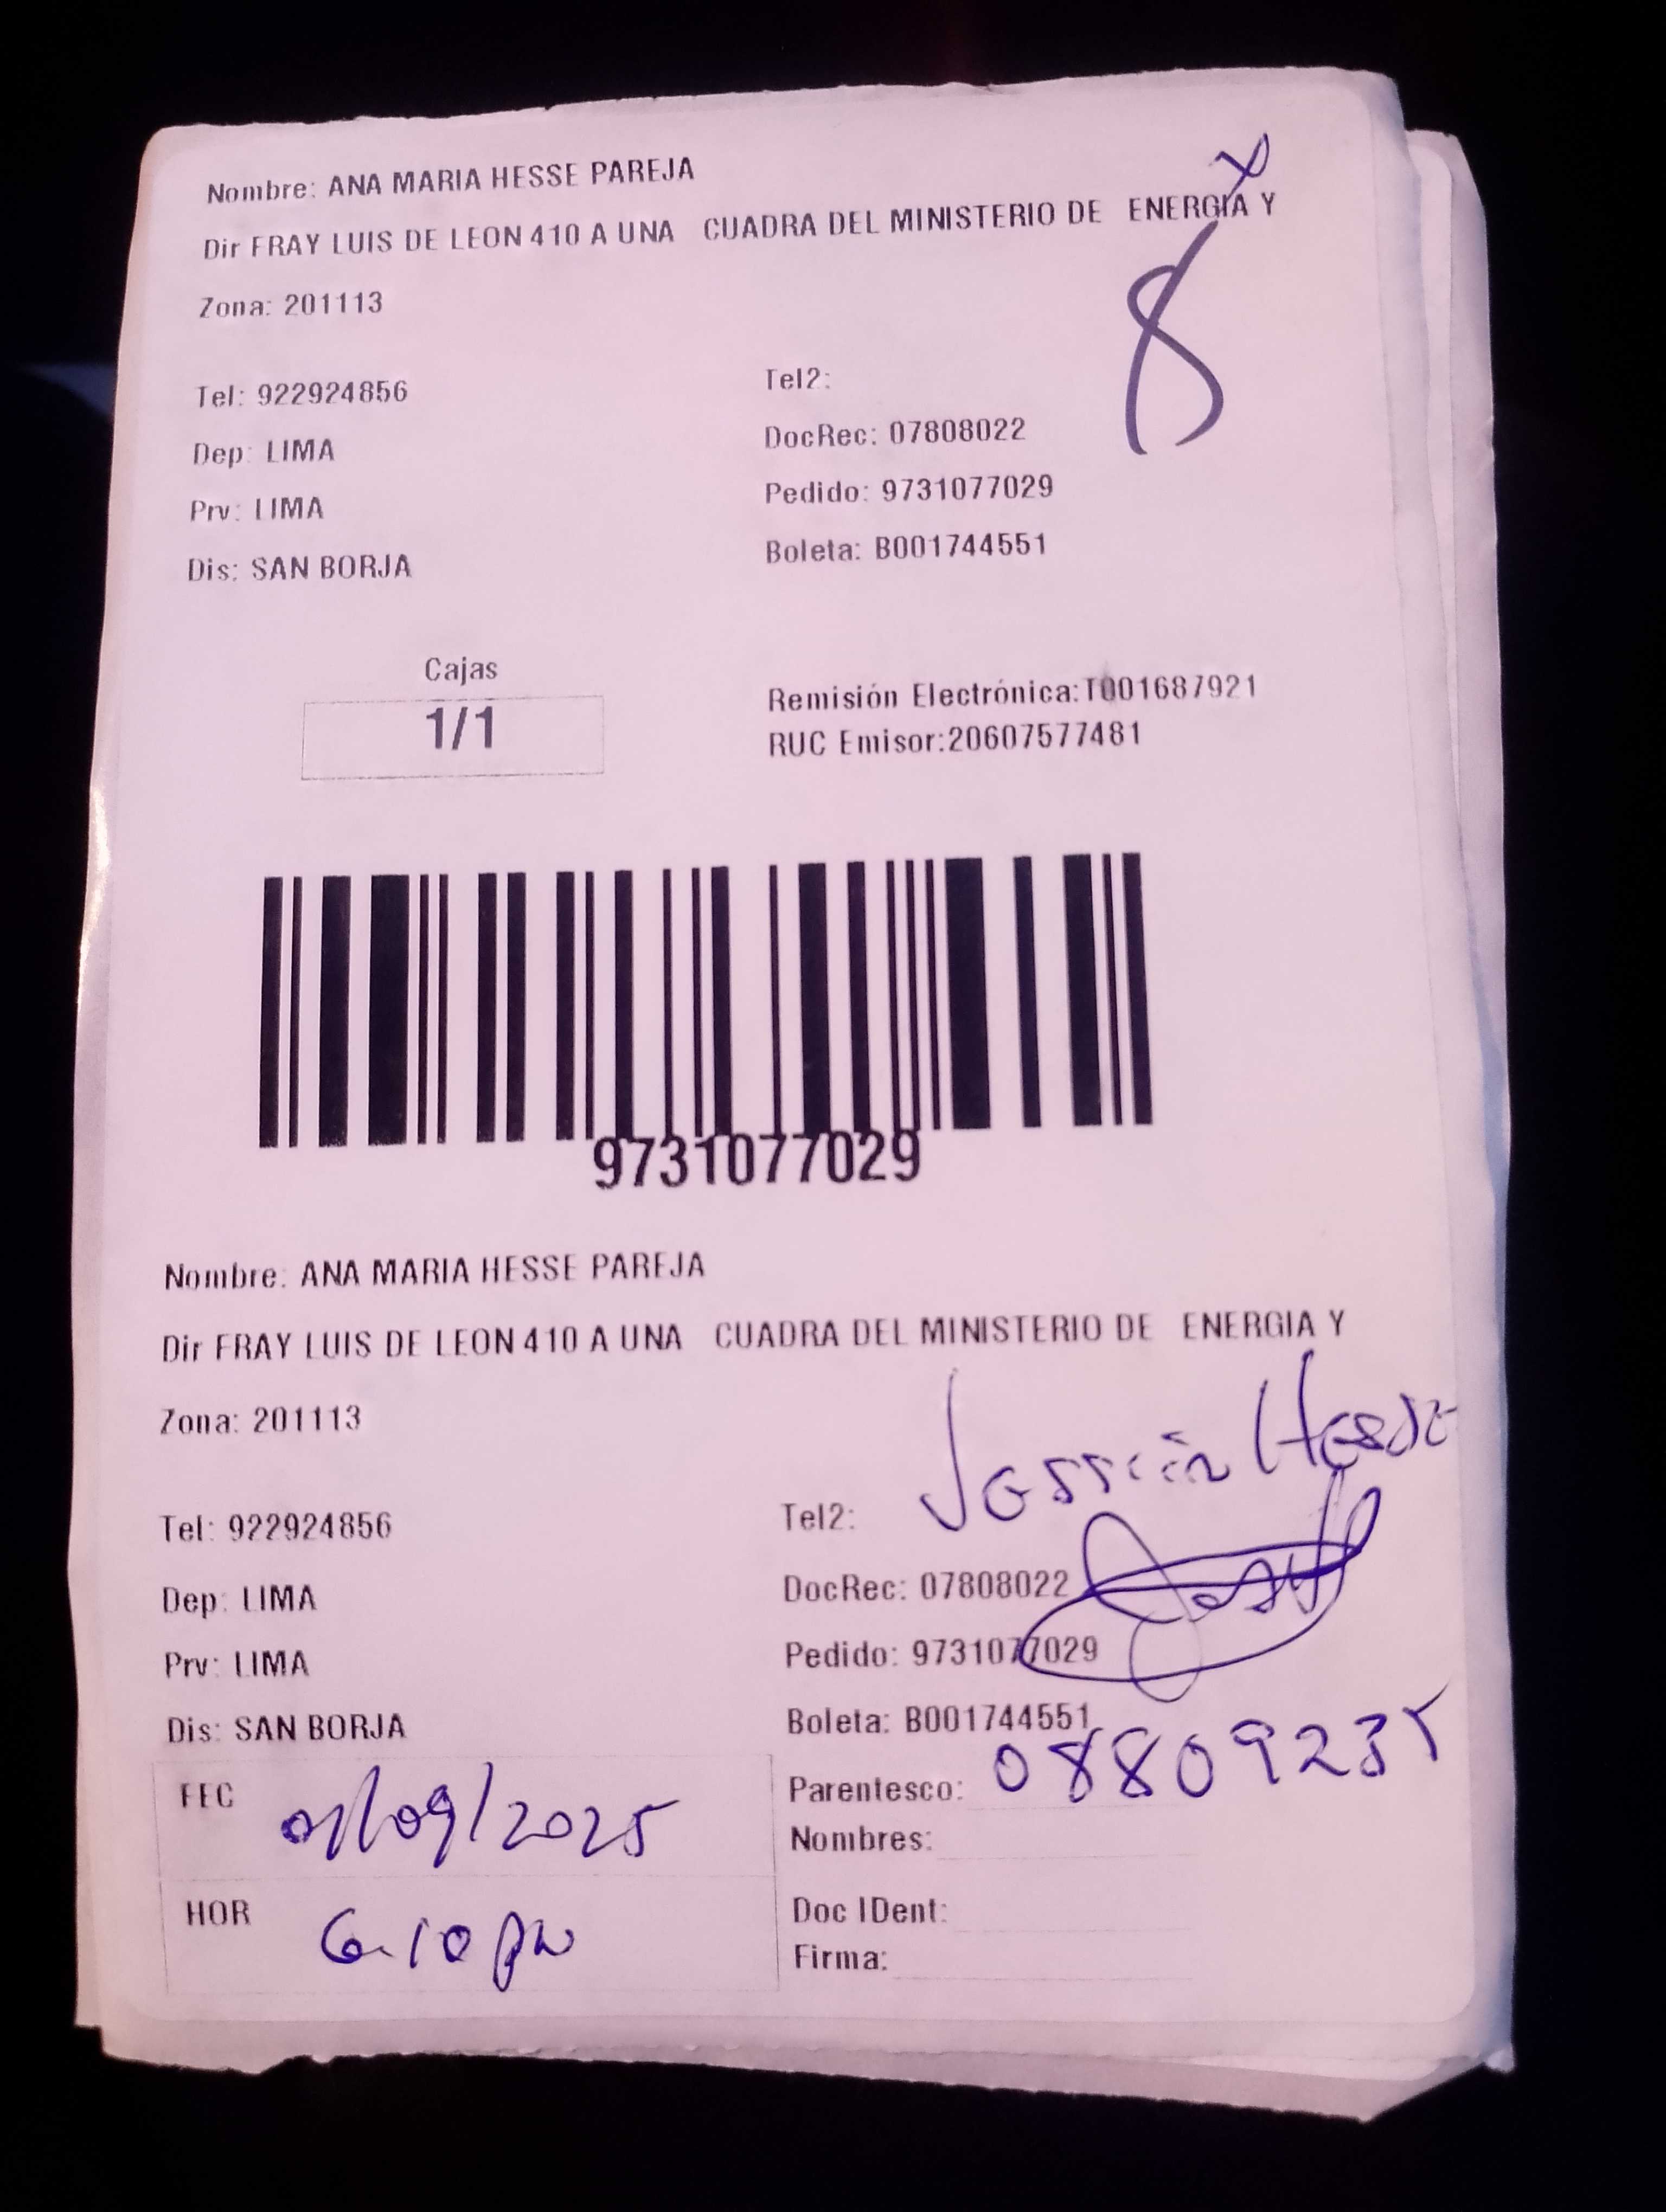 Nombre: ANA MARIA HESSE PAREJA
Dir FRAY LUIS DE LEON 410 A UNA CUADRA DEL MINISTERIO DE ENERGIA Y
8
Zona: 201113
Tel: 922924856
Tel2:
Dep: LIMA
DocRec: 07808022
Prv: LIMA
Pedido: 9731077029
Dis: SAN BORJA
Boleta: B001744551
Cajas
1/1
Remisión Electrónica:T001687921
RUC Emisor:20607577481
9731077029
Nombre: ANA MARIA HESSE PAREJA
Dir FRAY LUIS DE LEON 410 A UNA CUADRA DEL MINISTERIO DE ENERGIA Y
Zona: 201113
Hesse
Tel: 922924856
Tel2:
Dep: LIMA
DocRec: 07808022
Prv: LIMA
Pedido: 9731077029
Dis: SAN BORJA
Boleta: B001744551
08809235
FEC
Parentesco:
Nombres:
HOR 6:10 pm
Doc IDent:
Firma: